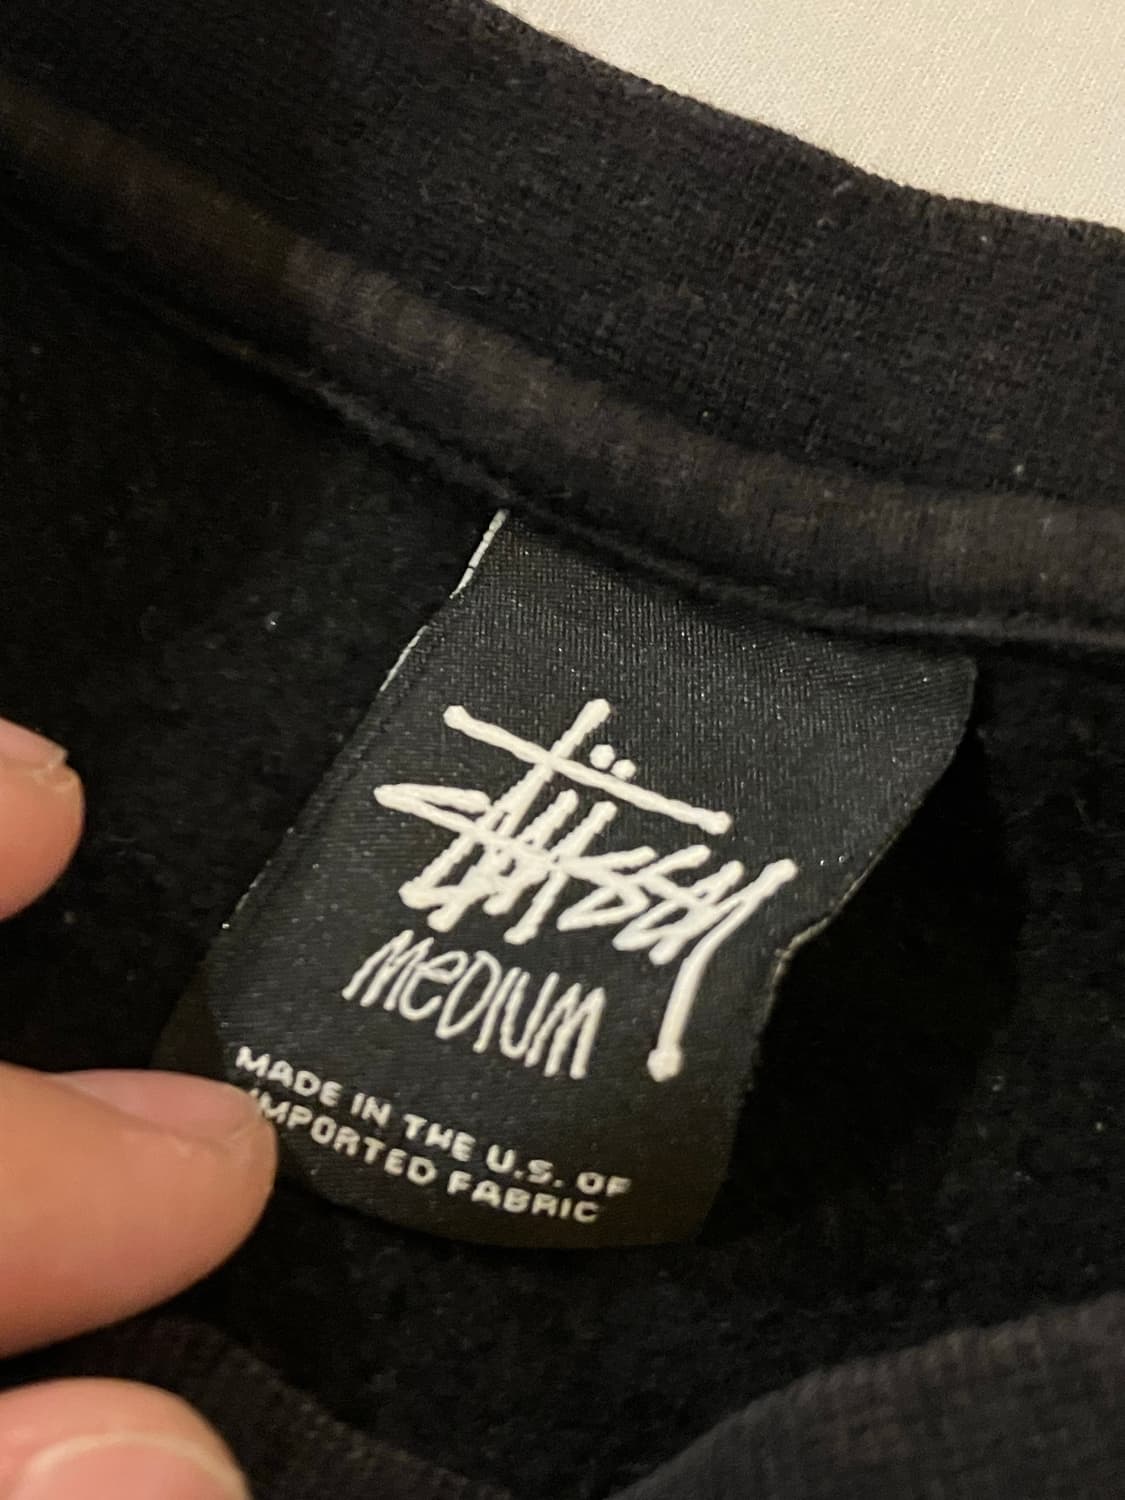 Stüssy
MEDIUM
MADE IN THE U.S. OF
IMPORTED FABRIC